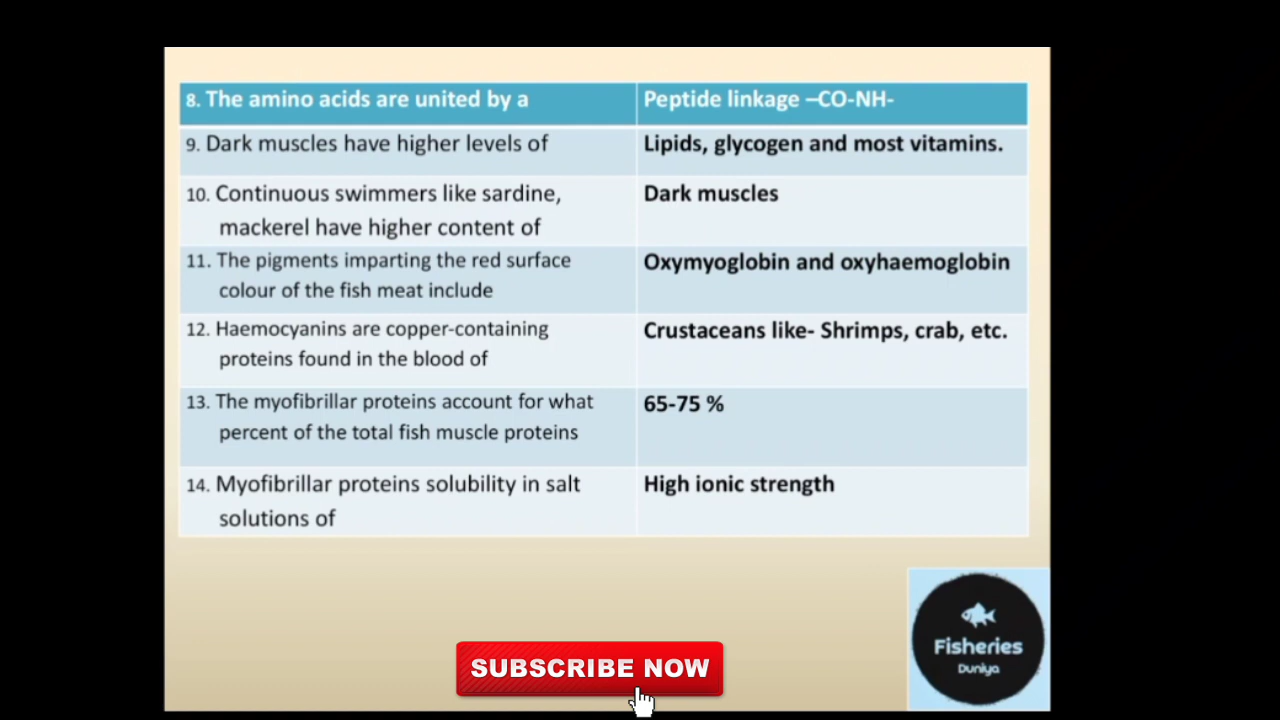 8. The amino acids are united by a
Peptide linkage –CO-NH-
9. Dark muscles have higher levels of
Lipids, glycogen and most vitamins.
10. Continuous swimmers like sardine,
mackerel have higher content of
Dark muscles
11. The pigments imparting the red surface
colour of the fish meat include
Oxymyoglobin and oxyhaemoglobin
12. Haemocyanins are copper-containing
proteins found in the blood of
Crustaceans like- Shrimps, crab, etc.
13. The myofibrillar proteins account for what
percent of the total fish muscle proteins
65-75 %
14. Myofibrillar proteins solubility in salt
solutions of
High ionic strength
Fisheries
Duniya
SUBSCRIBE NOW